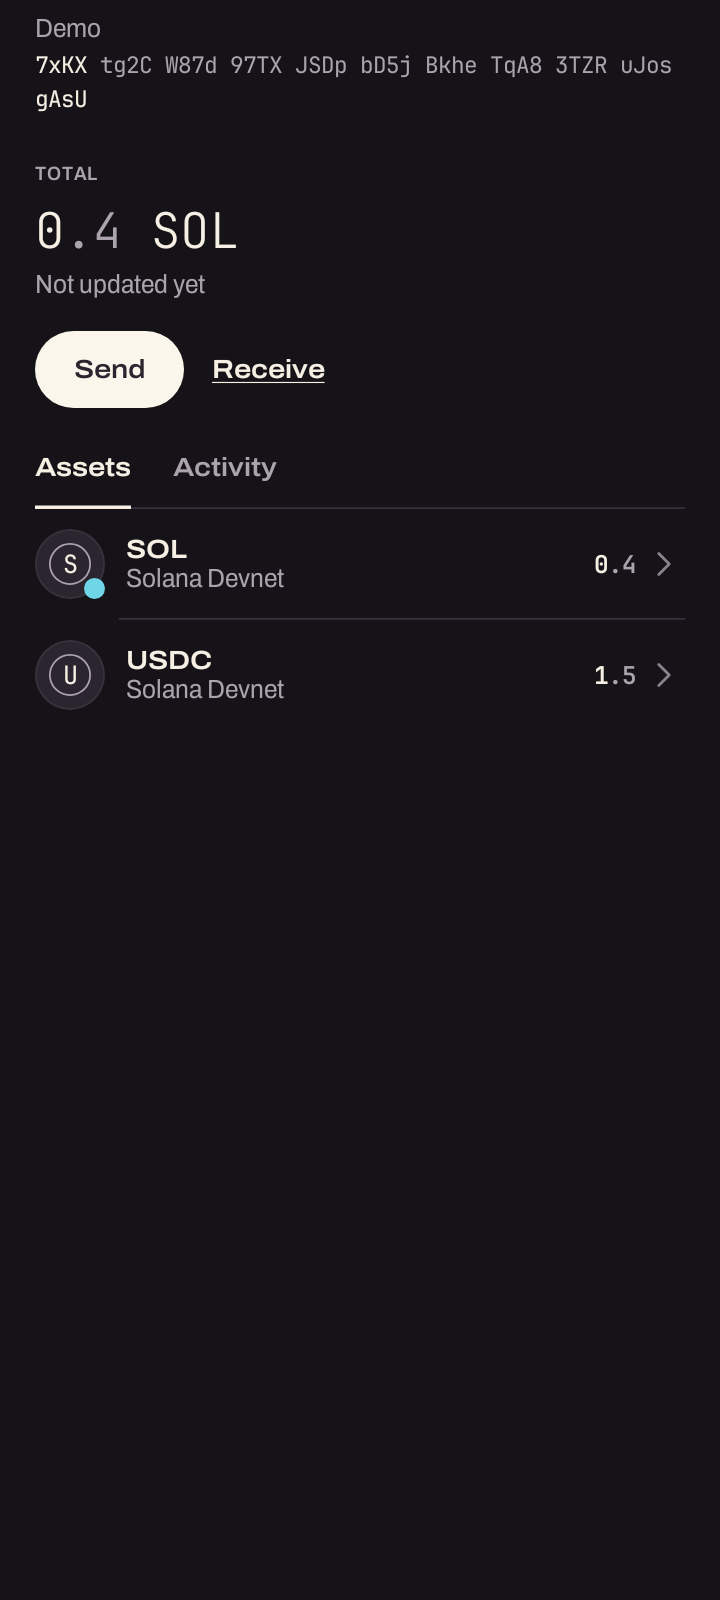 Demo
7xKX tg2C W87d 97TX JSDp bD5j Bkhe TqA8 3TZR uJos
gAsU
TOTAL
0.4 SOL
Not updated yet
Send Receive
Assets Activity
S SOL 0.4
Solana Devnet
U USDC 1.5
Solana Devnet